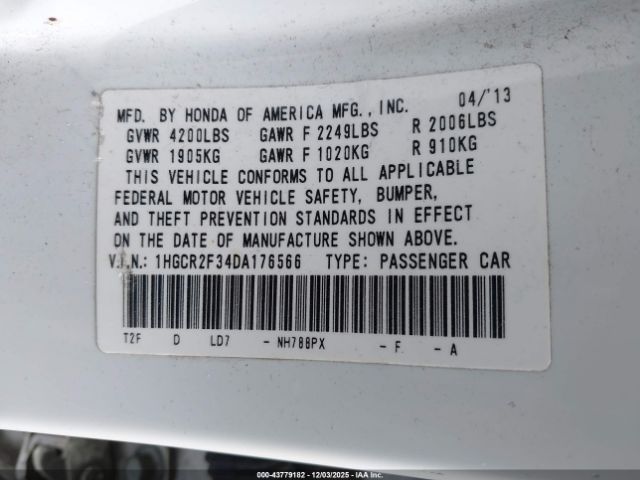 MFD. BY HONDA OF AMERICA MFG., INC. 04/'13
GVWR 4200LBS GAWR F 2249LBS R 2006LBS
GVWR 1905KG GAWR F 1020KG R 910KG
THIS VEHICLE CONFORMS TO ALL APPLICABLE
FEDERAL MOTOR VEHICLE SAFETY, BUMPER,
AND THEFT PREVENTION STANDARDS IN EFFECT
ON THE DATE OF MANUFACTURE SHOWN ABOVE.
V.I.N.: 1HGCR2F34DA176566 TYPE: PASSENGER CAR
T2F D LD7 - NH788PX - F - A
000-43779182 - 12/03/2025 - IAA Inc.